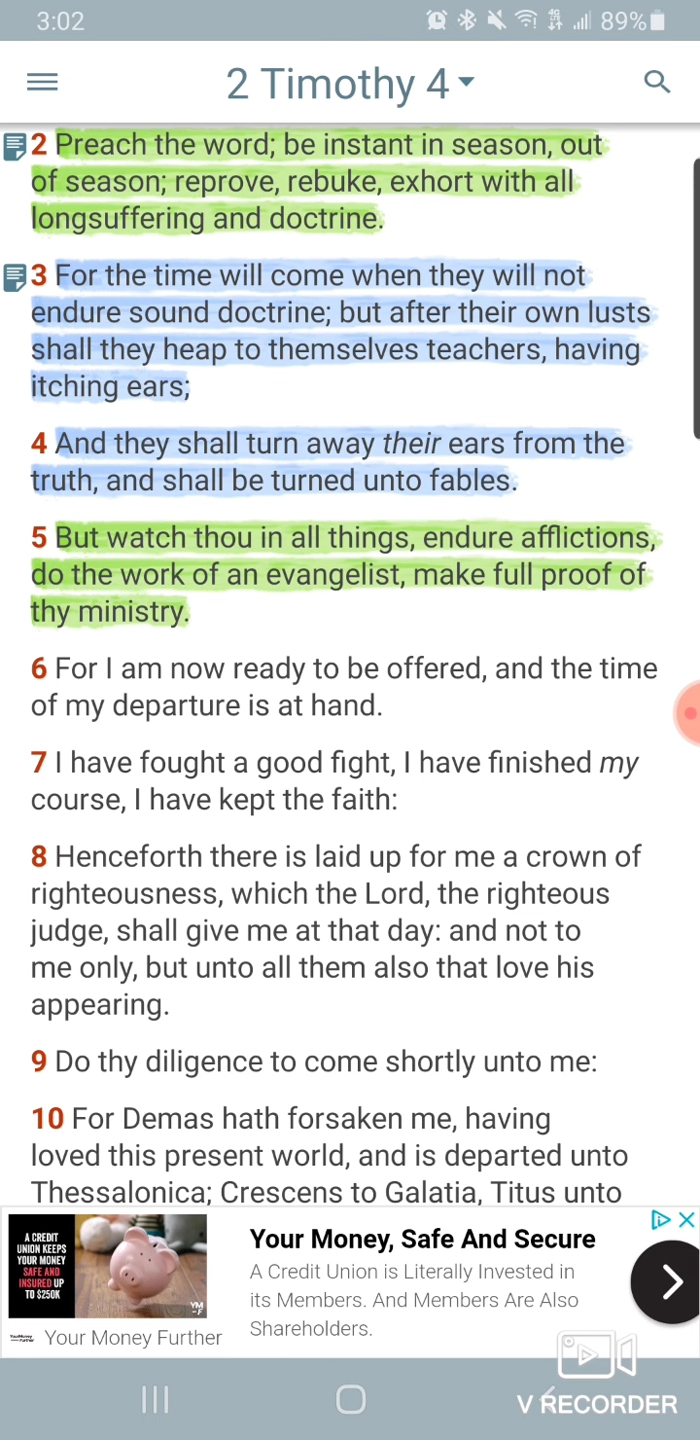 3:02
4G
89%
2 Timothy 4
2 Preach the word; be instant in season, out
of season; reprove, rebuke, exhort with all
longsuffering and doctrine.
3 For the time will come when they will not
endure sound doctrine; but after their own lusts
shall they heap to themselves teachers, having
itching ears;
4 And they shall turn away their ears from the
truth, and shall be turned unto fables.
5 But watch thou in all things, endure afflictions,
do the work of an evangelist, make full proof of
thy ministry.
6 For I am now ready to be offered, and the time
of my departure is at hand.
7 I have fought a good fight, I have finished my
course, I have kept the faith:
8 Henceforth there is laid up for me a crown of
righteousness, which the Lord, the righteous
judge, shall give me at that day: and not to
me only, but unto all them also that love his
appearing.
9 Do thy diligence to come shortly unto me:
10 For Demas hath forsaken me, having
loved this present world, and is departed unto
Thessalonica; Crescens to Galatia, Titus unto
A CREDIT
UNION KEEPS
YOUR MONEY
SAFE AND
INSURED UP
TO $250K
YM
Your Money Further
Your Money, Safe And Secure
A Credit Union is Literally Invested in
its Members. And Members Are Also
Shareholders.
V RECORDER